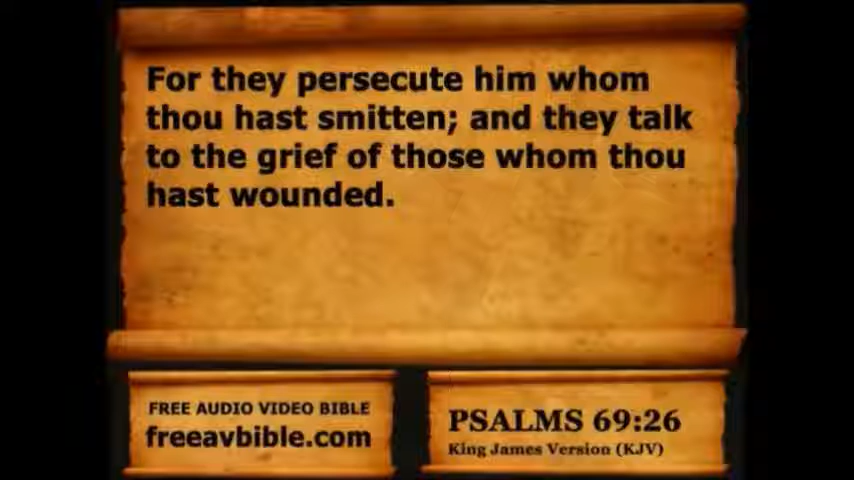 For they persecute him whom
thou hast smitten; and they talk
to the grief of those whom thou
hast wounded.
FREE AUDIO VIDEO BIBLE
freeavbible.com
PSALMS 69:26
King James Version (KJV)